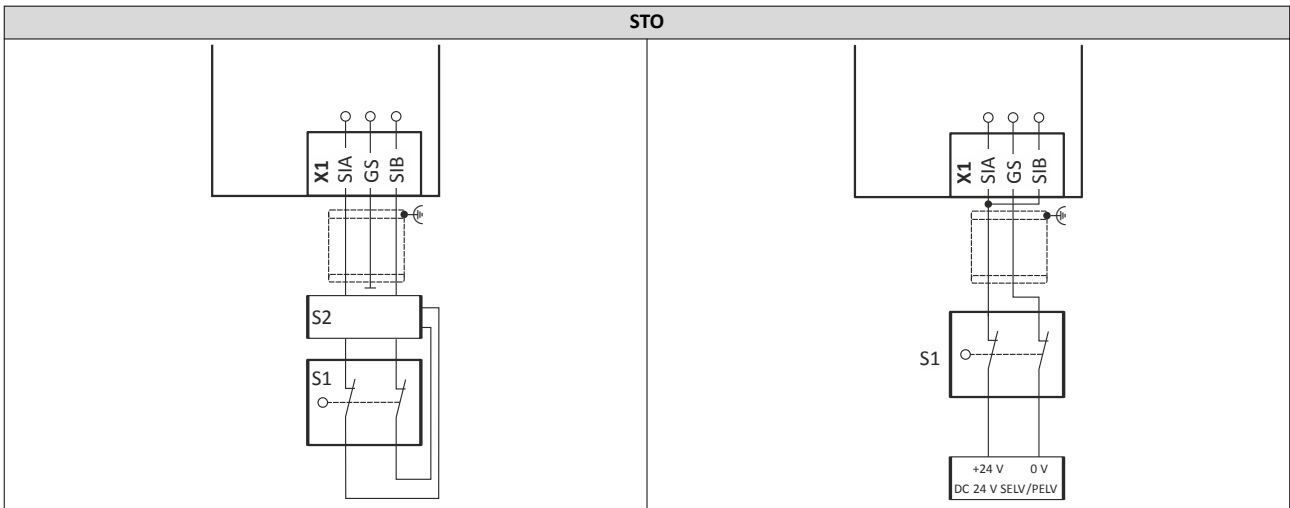 STO
X1
SIA
GS
SIB
S2
S1
X1
SIA
GS
SIB
S1
+24 V 0 V
DC 24 V SELV/PELV